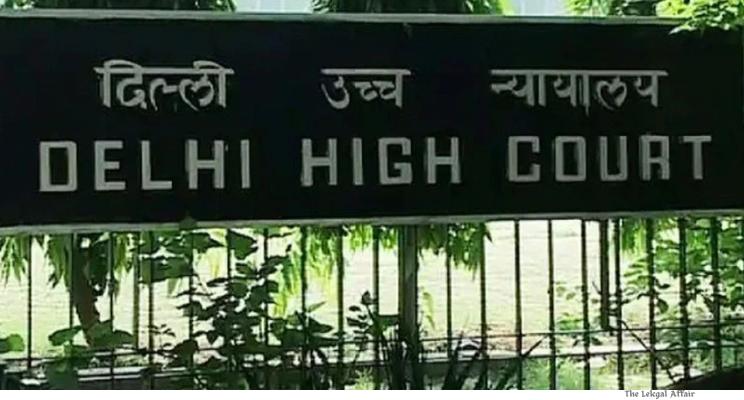 दिल्ली उच्च न्यायालय
DELHI HIGH COURT
The Lekgal Affair